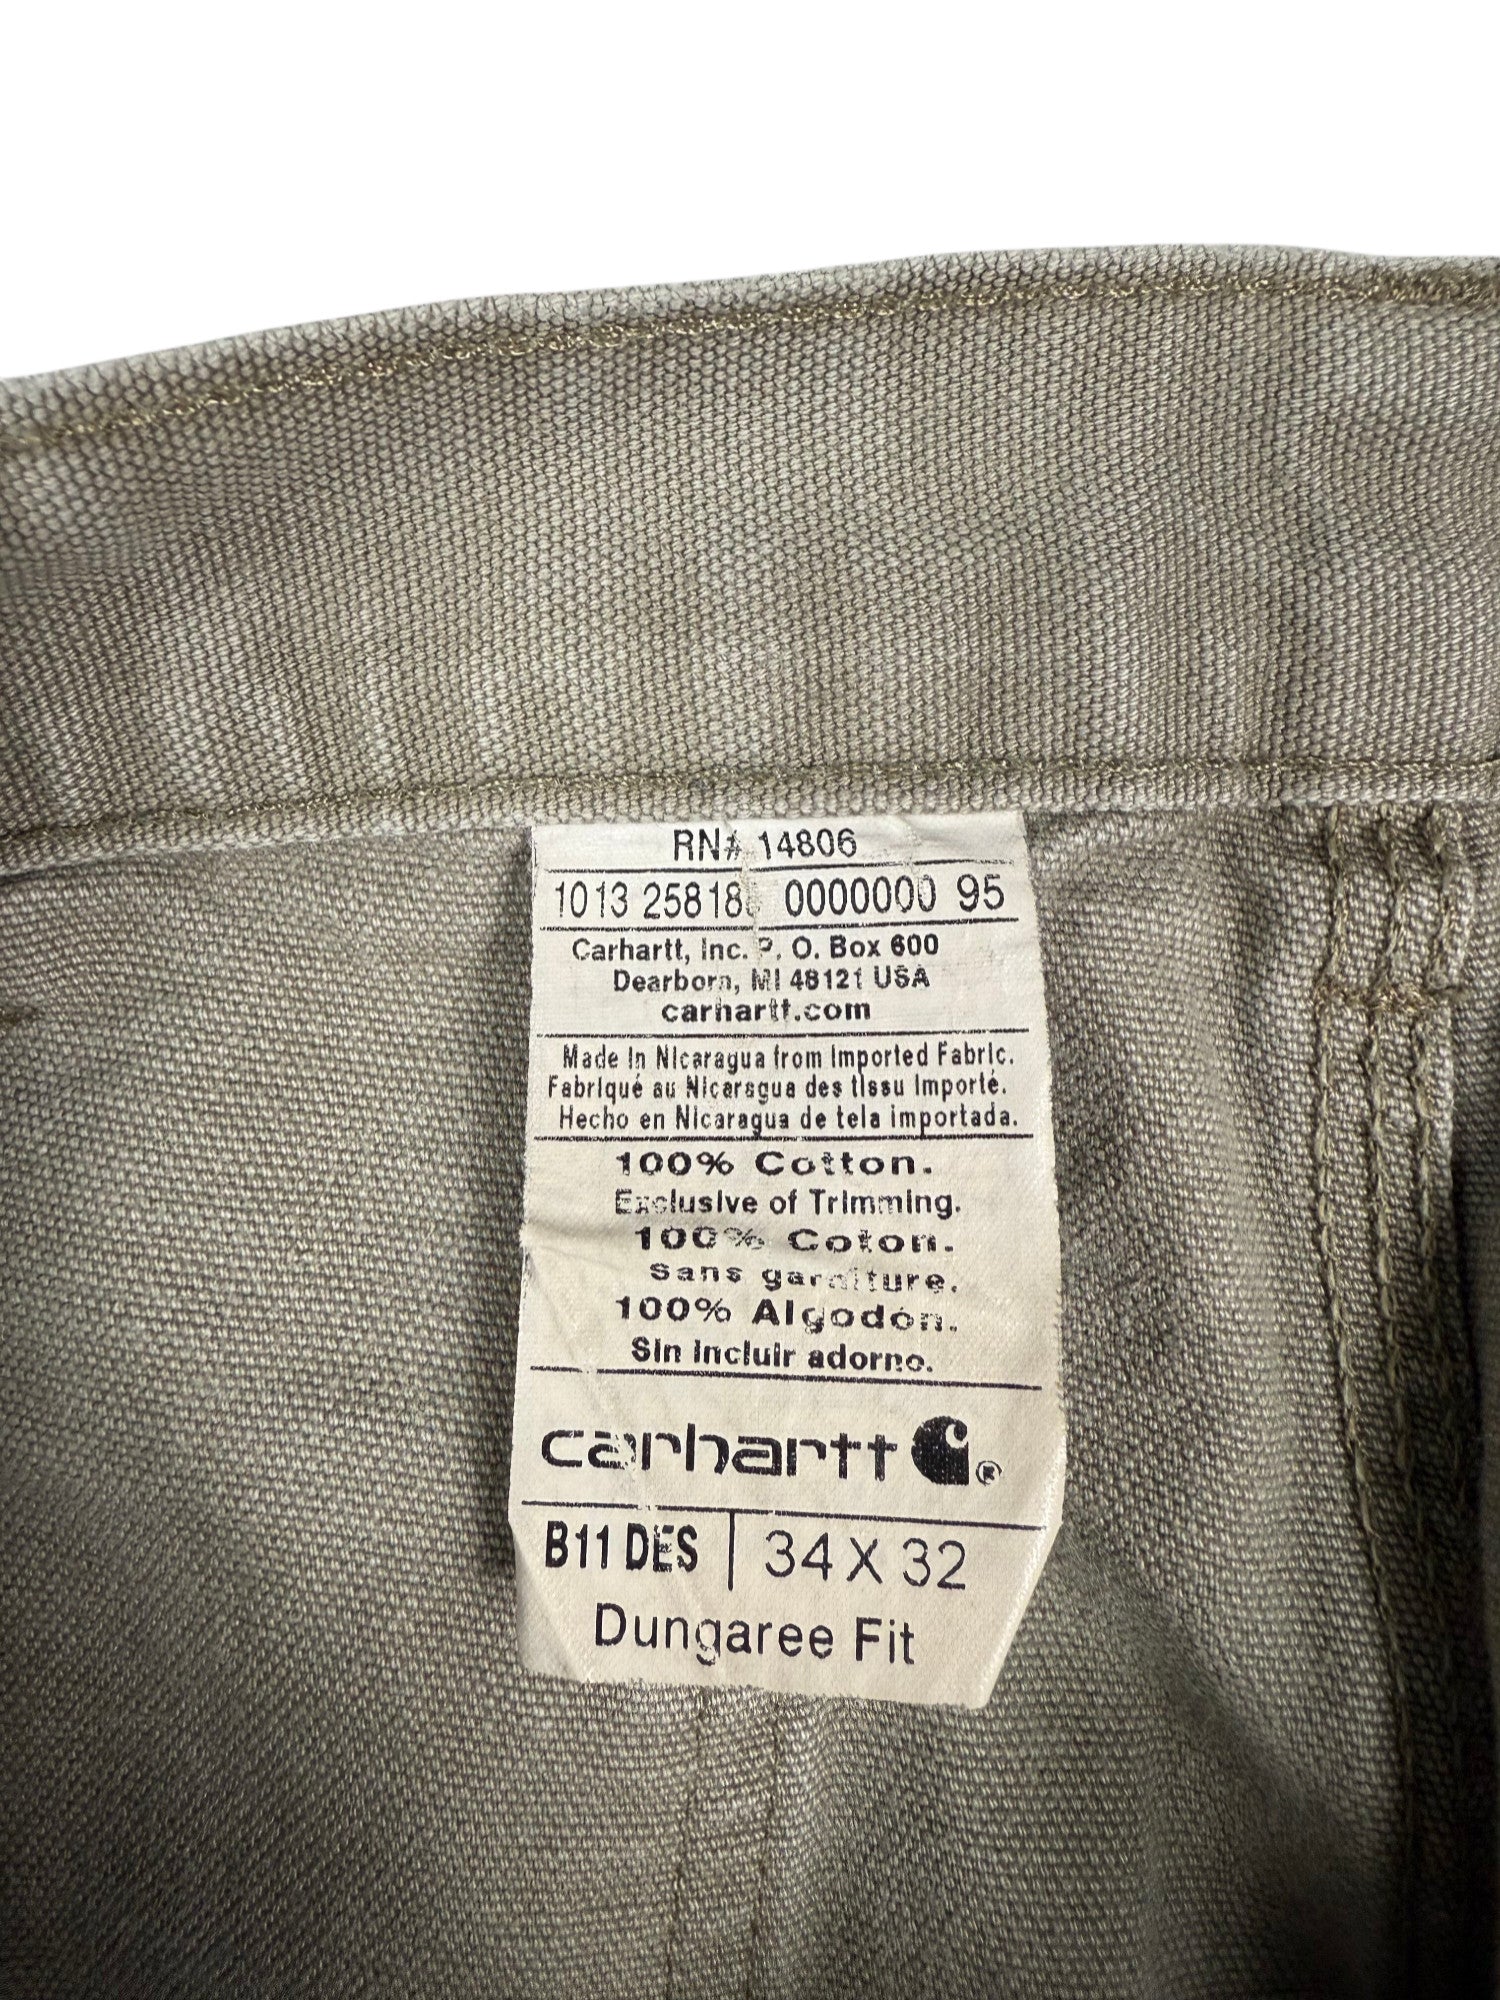 RN# 14806
1013 25818 0000000 95
Carhartt, Inc. P. O. Box 600
Dearborn, MI 48121 USA
carhartt.com
Made In Nicaragua from Imported Fabric.
Fabriqué au Nicaragua des tissu Importé.
Hecho en Nicaragua de tela importada.
100% Cotton.
Exclusive of Trimming.
100% Coton.
Sans garniture.
100% Algodón.
Sin incluir adorno.
carhartt ®
B11 DES | 34 X 32
Dungaree Fit